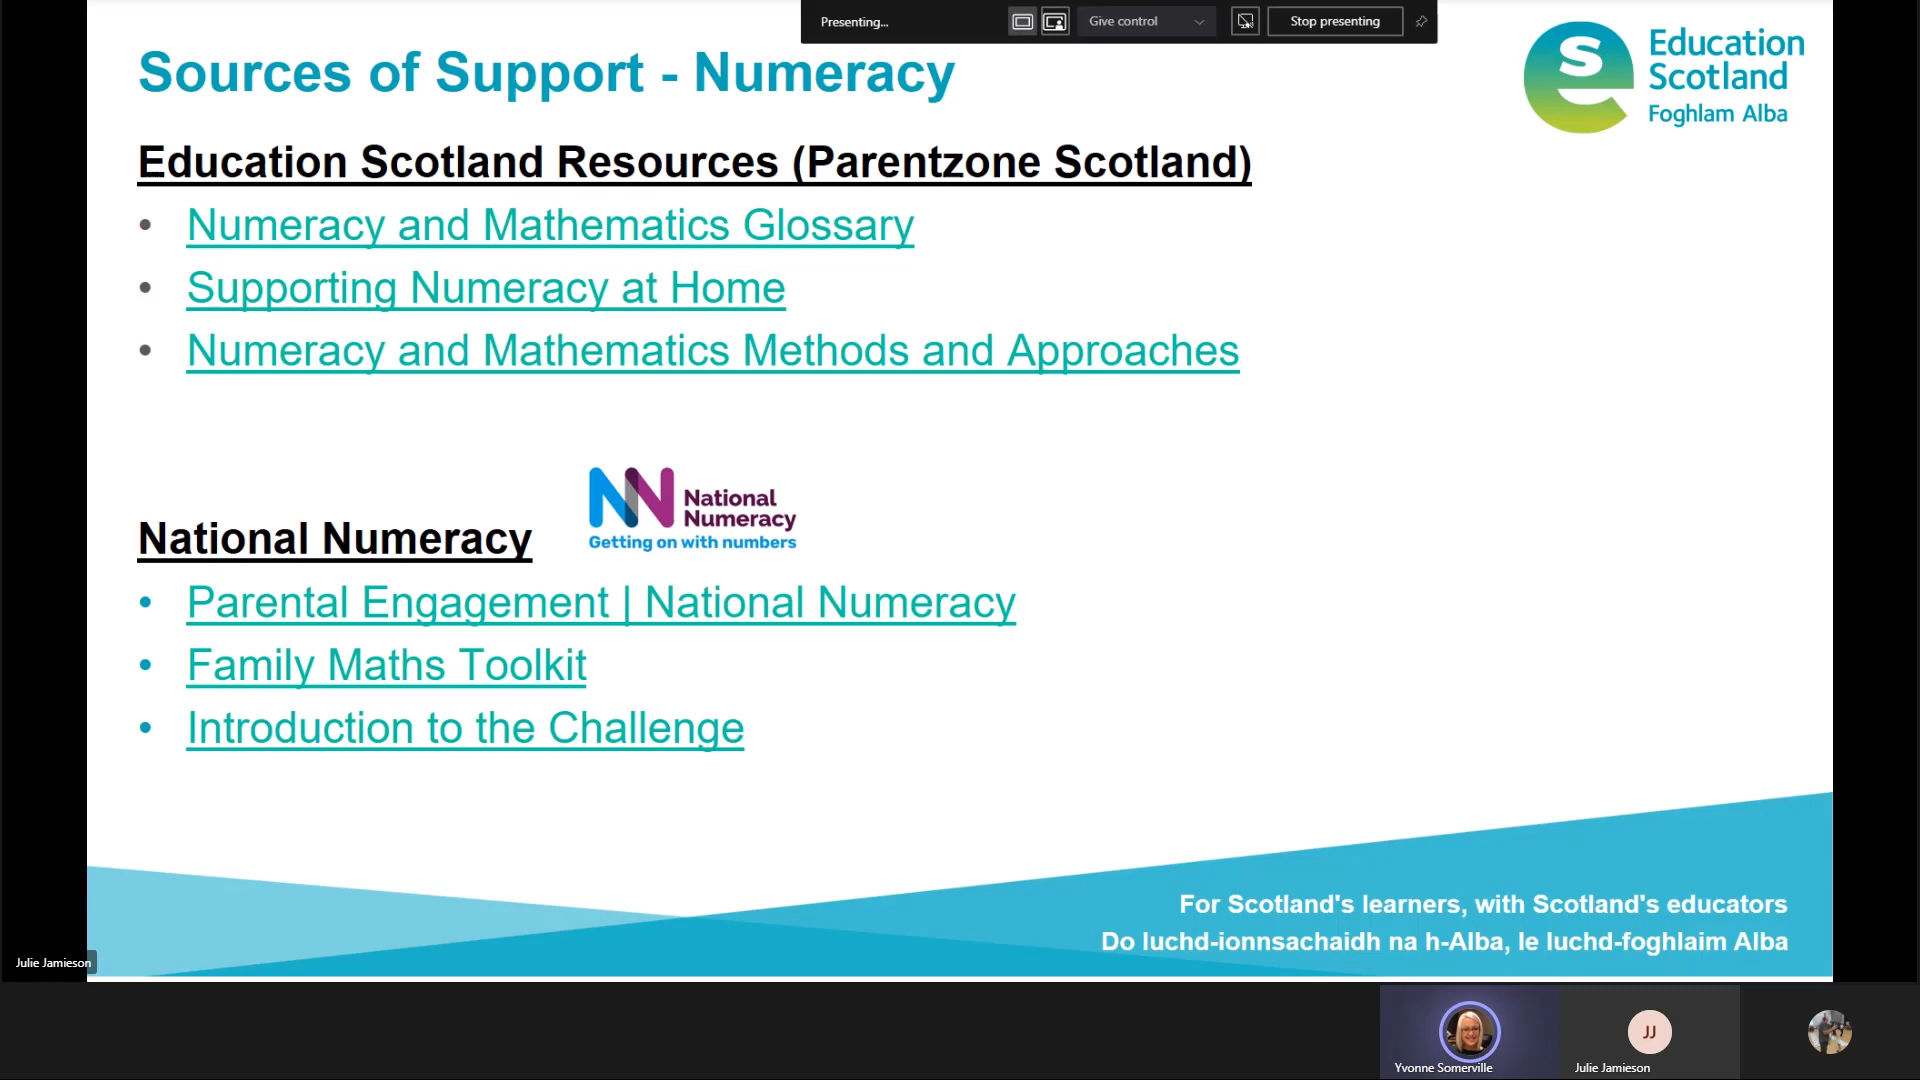 Presenting...
Give control
Stop presenting
Sources of Support - Numeracy
Education
Scotland
Foghlam Alba
Education Scotland Resources (Parentzone Scotland)
• Numeracy and Mathematics Glossary
• Supporting Numeracy at Home
• Numeracy and Mathematics Methods and Approaches
National Numeracy
National
Numeracy
Getting on with numbers
• Parental Engagement | National Numeracy
• Family Maths Toolkit
• Introduction to the Challenge
For Scotland's learners, with Scotland's educators
Do luchd-ionnsachaidh na h-Alba, le luchd-foghlaim Alba
Julie Jamieson
Yvonne Somerville
JJ
Julie Jamieson